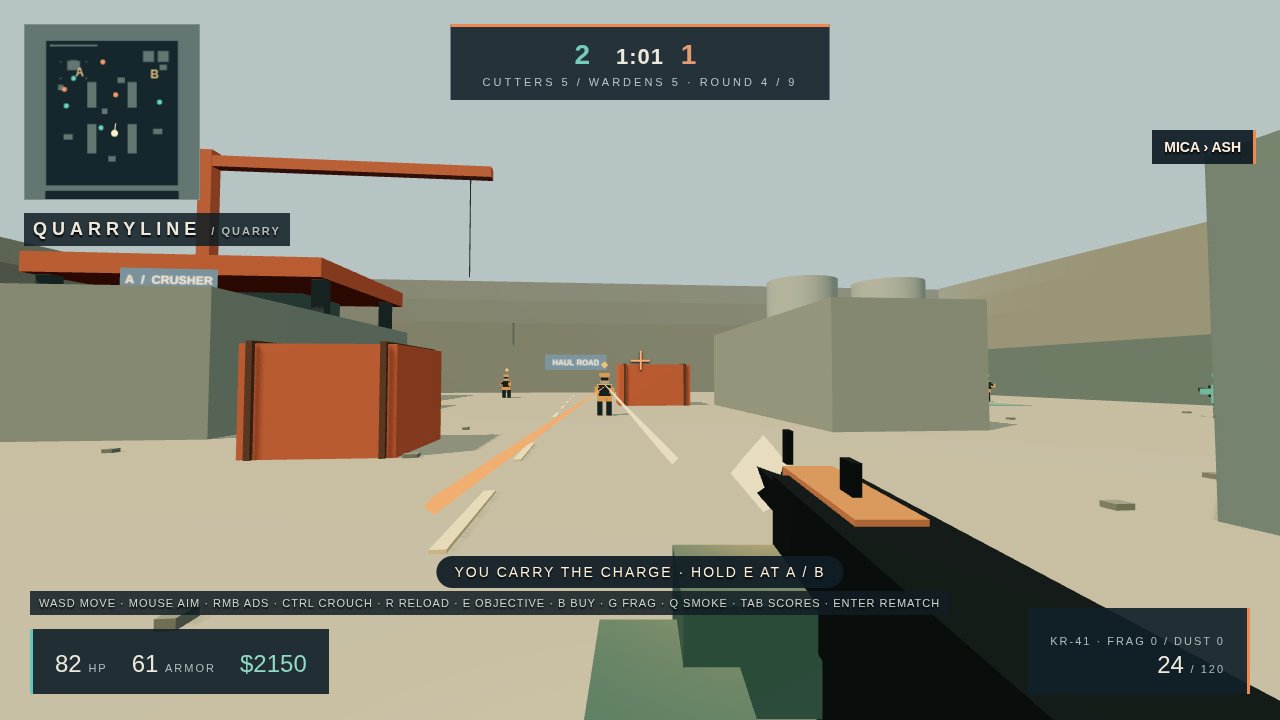 A
B
2 1:01 1
CUTTERS 5 / WARDENS 5 · ROUND 4 / 9
MICA › ASH
QUARRYLINE / QUARRY
A / CRUSHER
HAUL ROAD
YOU CARRY THE CHARGE · HOLD E AT A / B
WASD MOVE · MOUSE AIM · RMB ADS · CTRL CROUCH · R RELOAD · E OBJECTIVE · B BUY · G FRAG · Q SMOKE · TAB SCORES · ENTER REMATCH
82 HP 61 ARMOR $2150
KR-41 · FRAG 0 / DUST 0
24 / 120